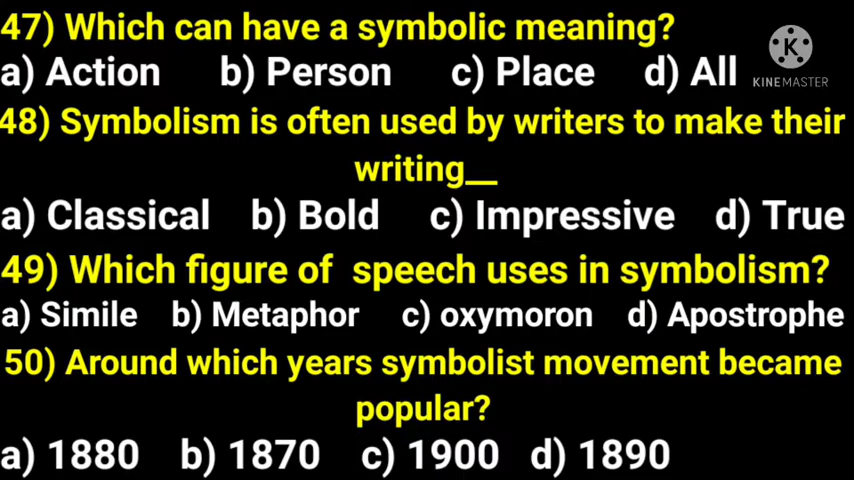 47) Which can have a symbolic meaning?
a) Action b) Person c) Place d) All
K
KINEMASTER
48) Symbolism is often used by writers to make their
writing__
a) Classical b) Bold c) Impressive d) True
49) Which figure of speech uses in symbolism?
a) Simile b) Metaphor c) oxymoron d) Apostrophe
50) Around which years symbolist movement became
popular?
a) 1880 b) 1870 c) 1900 d) 1890